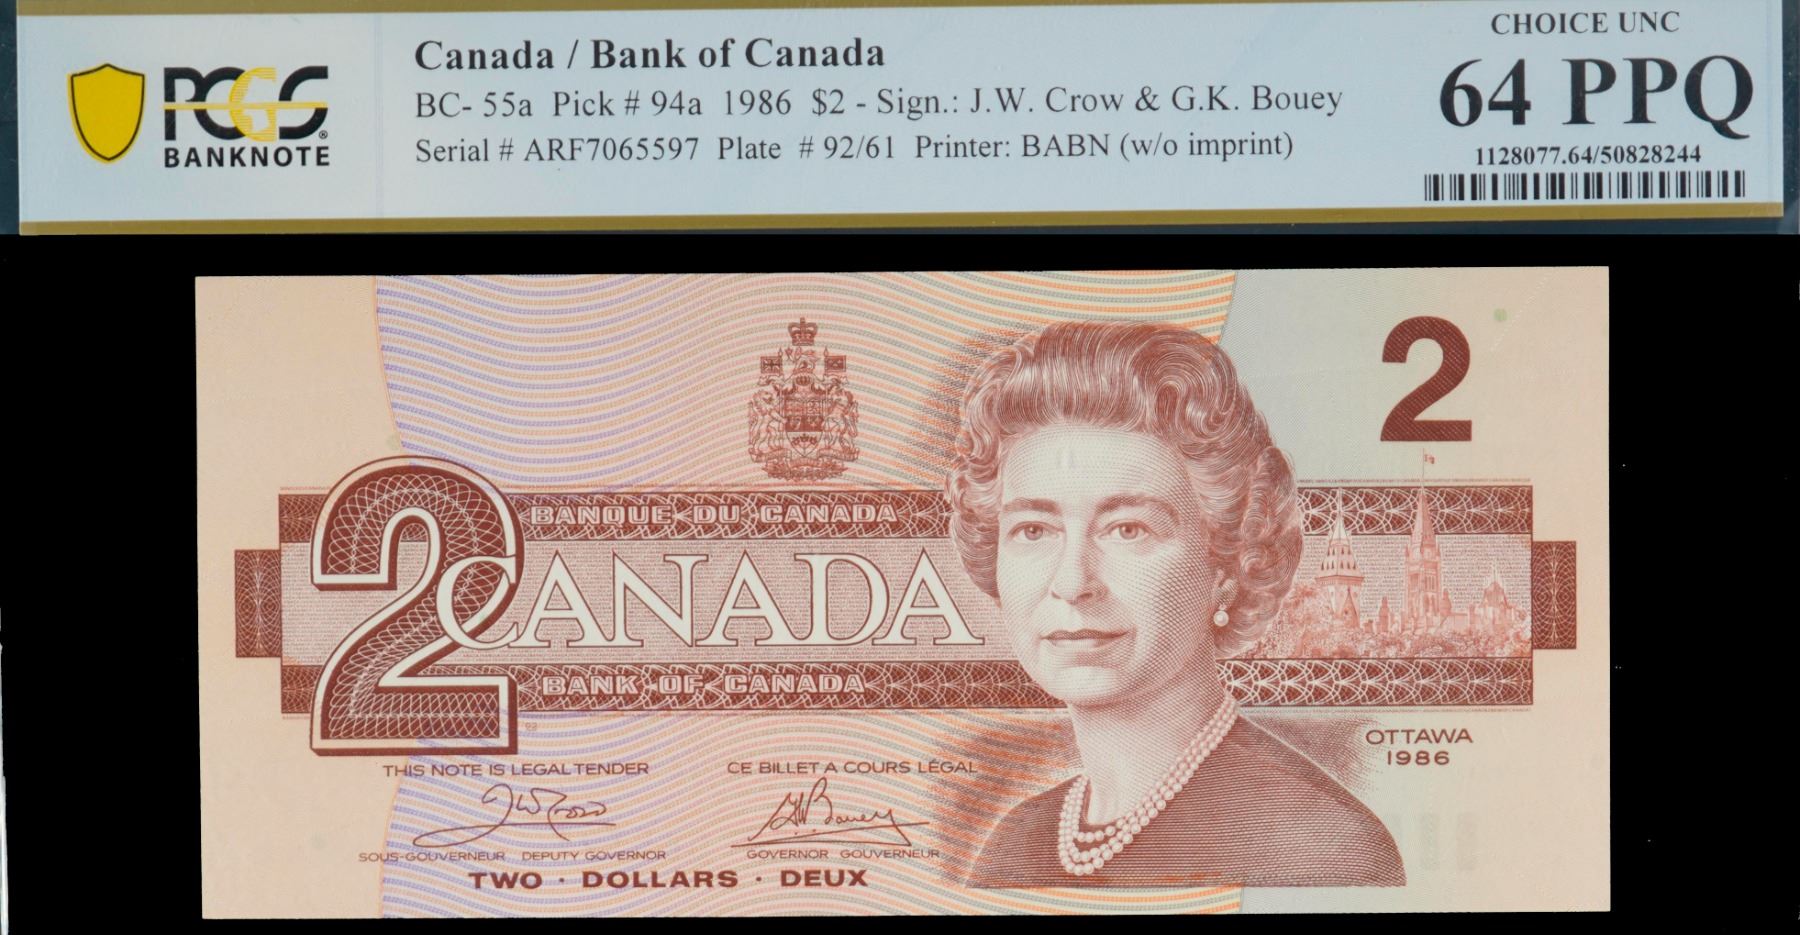 PCGS
BANKNOTE
Canada / Bank of Canada
BC- 55a Pick # 94a 1986 $2 - Sign.: J.W. Crow & G.K. Bouey
Serial # ARF7065597 Plate # 92/61 Printer: BABN (w/o imprint)
CHOICE UNC
64 PPQ
1128077.64/50828244
2
BANQUE DU CANADA
2
CANADA
BANK OF CANADA
92
OTTAWA
1986
THIS NOTE IS LEGAL TENDER
CE BILLET A COURS LÉGAL
SOUS-GOUVERNEUR DEPUTY GOVERNOR
GOVERNOR GOUVERNEUR
TWO · DOLLARS · DEUX